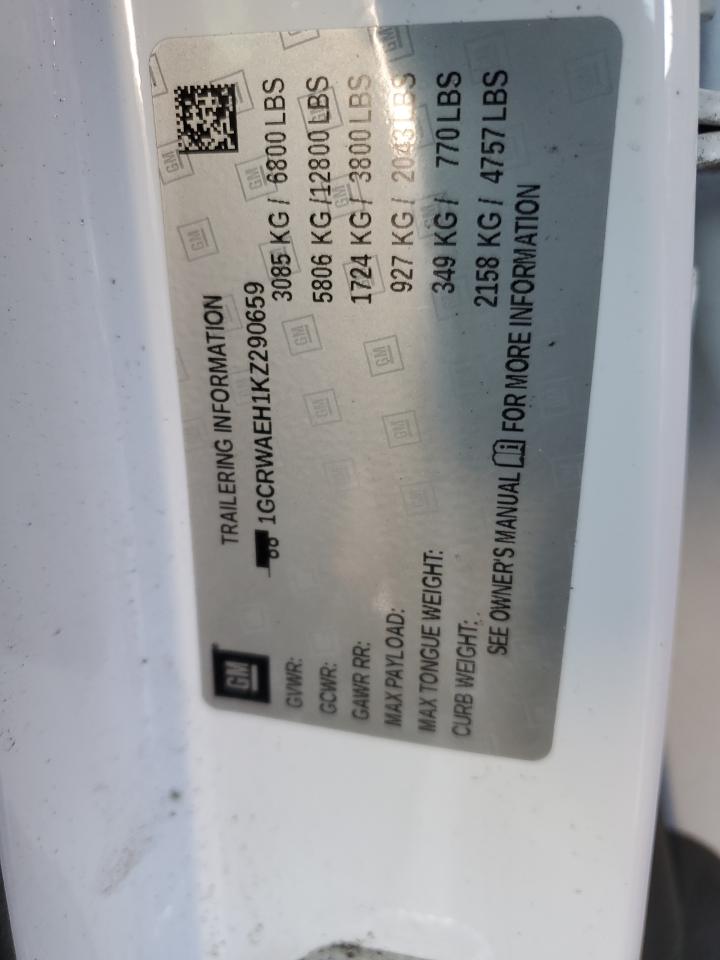 GM
TRAILERING INFORMATION
1GCRWAEH1KZ290659
GVWR: 3085 KG / 6800 LBS
GCWR: 5806 KG /12800 LBS
GAWR RR: 1724 KG / 3800 LBS
MAX PAYLOAD: 927 KG / 2043 LBS
MAX TONGUE WEIGHT: 349 KG / 770 LBS
CURB WEIGHT: 2158 KG / 4757 LBS
SEE OWNER'S MANUAL FOR MORE INFORMATION